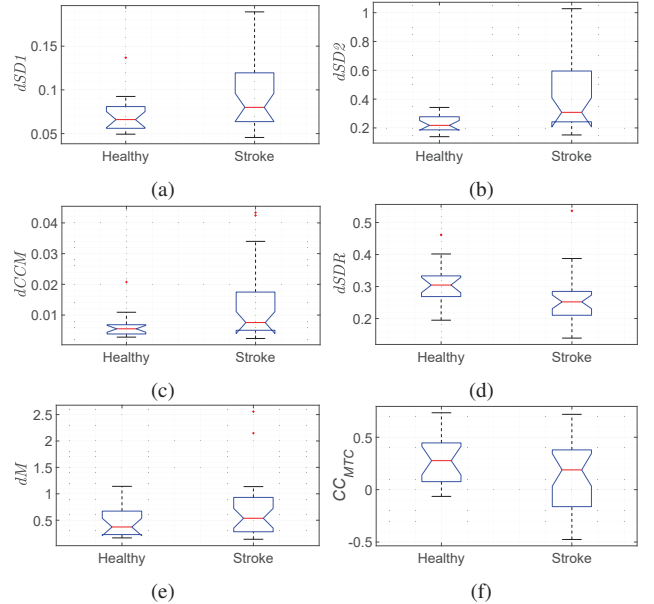 dSD1
0.15
0.1
0.05
Healthy
Stroke
(a)
dSD2
1
0.8
0.6
0.4
0.2
Healthy
Stroke
(b)
dCCM
0.04
0.03
0.02
0.01
Healthy
Stroke
(c)
dSDR
0.5
0.4
0.3
0.2
Healthy
Stroke
(d)
dM
2.5
2
1.5
1
0.5
Healthy
Stroke
(e)
CC_MTC
0.5
0
-0.5
Healthy
Stroke
(f)